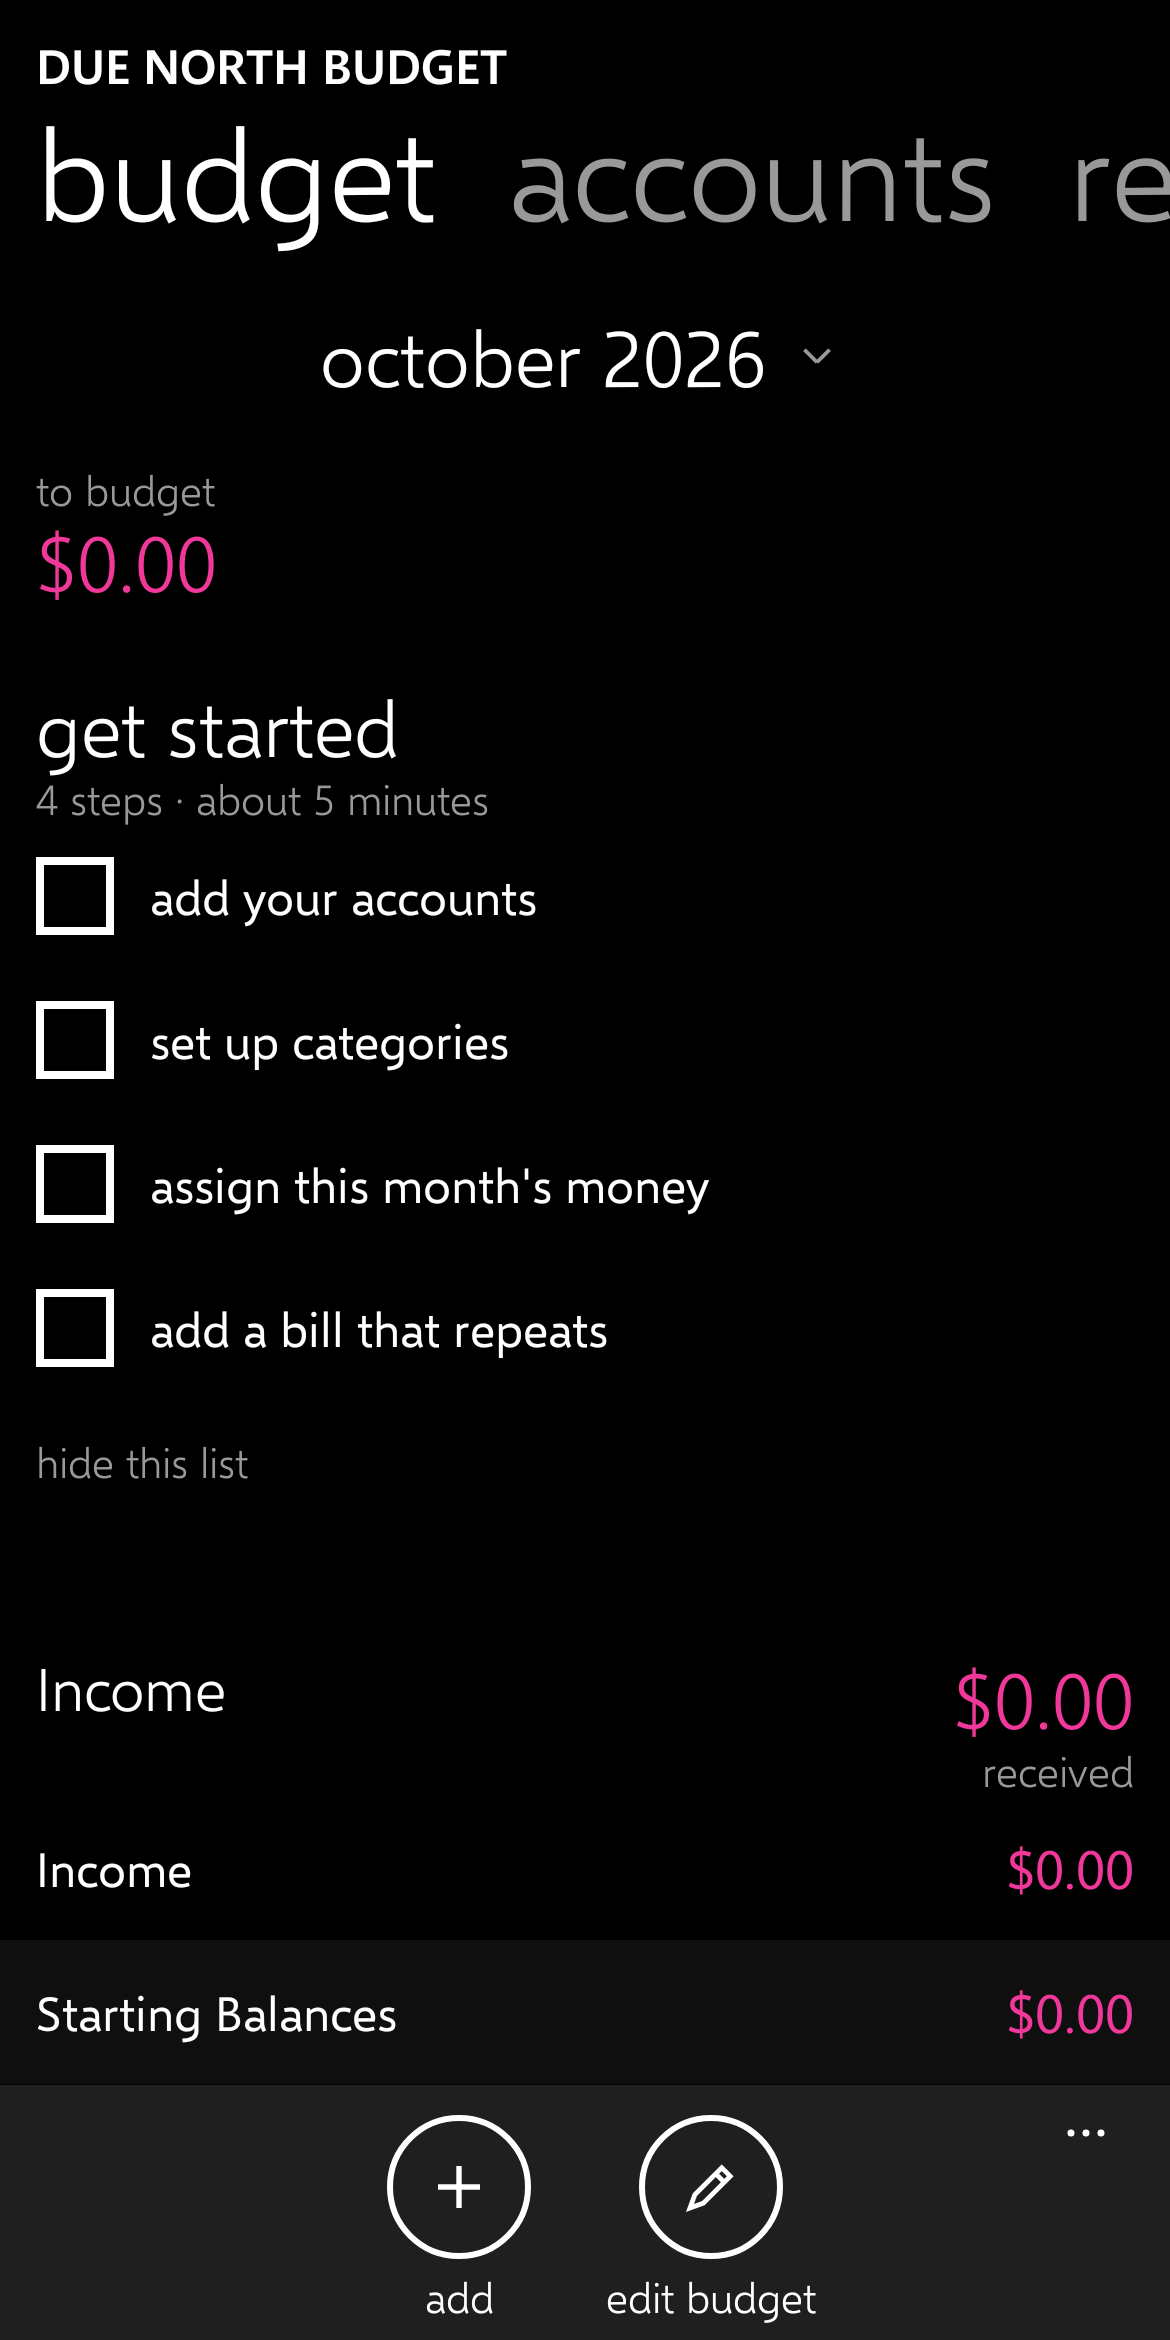 DUE NORTH BUDGET
budget accounts re
october 2026
to budget
$0.00
get started
4 steps · about 5 minutes
add your accounts
set up categories
assign this month's money
add a bill that repeats
hide this list
Income $0.00
received
Income $0.00
Starting Balances $0.00
add edit budget